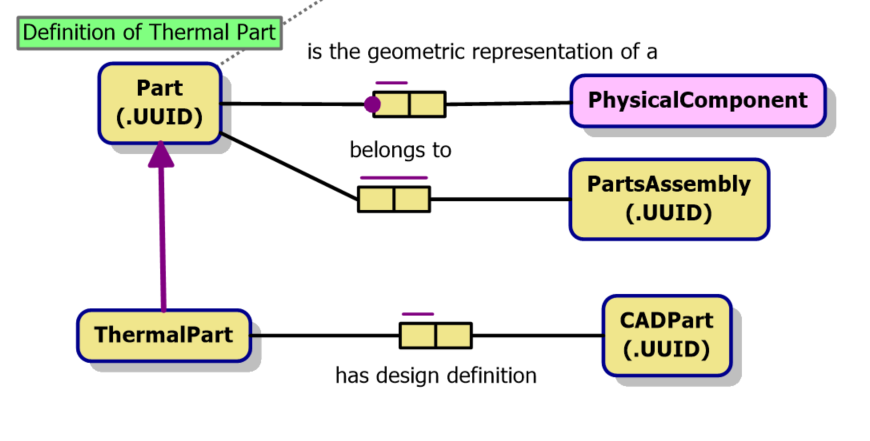 Definition of Thermal Part
is the geometric representation of a
Part
(.UUID)
PhysicalComponent
belongs to
PartsAssembly
(.UUID)
ThermalPart
CADPart
(.UUID)
has design definition